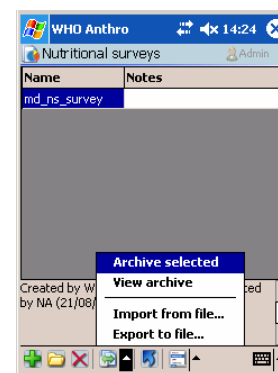 WHO Anthro 14:24
Nutritional surveys Admin
Name Notes
md_ns_survey
Archive selected
View archive
Created by W ted
by NA (21/08/
Import from file...
Export to file...